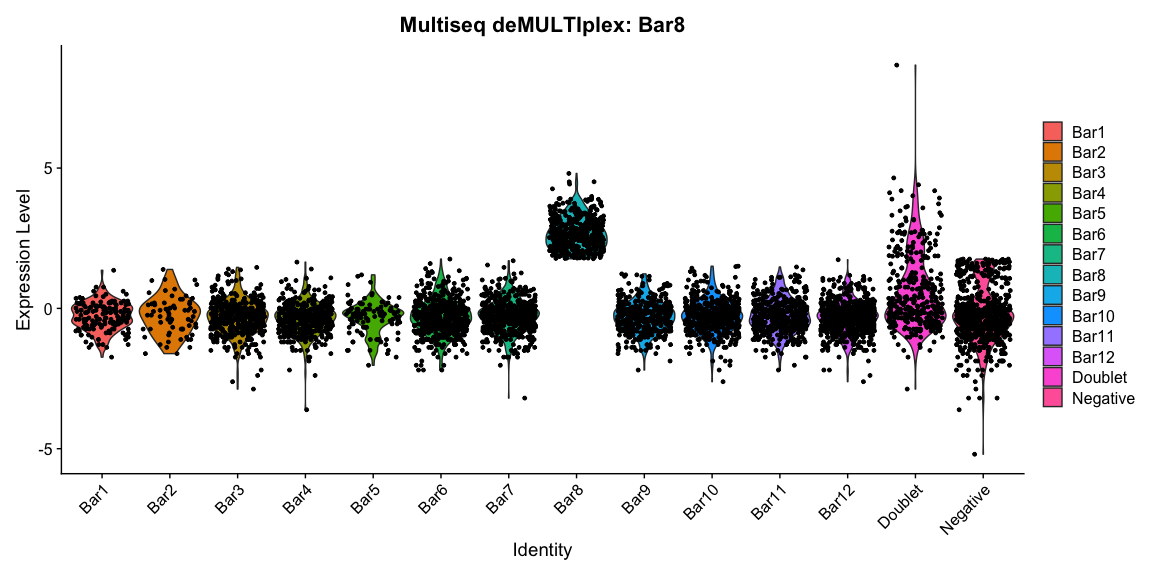 Multiseq deMULTIplex: Bar8
Expression Level
5
0
-5
Bar1
Bar2
Bar3
Bar4
Bar5
Bar6
Bar7
Bar8
Bar9
Bar10
Bar11
Bar12
Doublet
Negative
Identity
Bar1
Bar2
Bar3
Bar4
Bar5
Bar6
Bar7
Bar8
Bar9
Bar10
Bar11
Bar12
Doublet
Negative